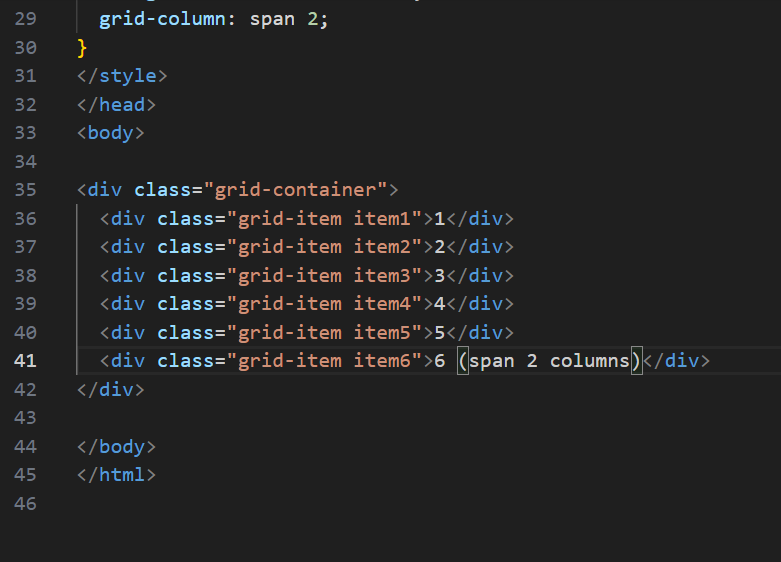 29 grid-column: span 2;
30 }
31 </style>
32 </head>
33 <body>
34
35 <div class="grid-container">
36 <div class="grid-item item1">1</div>
37 <div class="grid-item item2">2</div>
38 <div class="grid-item item3">3</div>
39 <div class="grid-item item4">4</div>
40 <div class="grid-item item5">5</div>
41 <div class="grid-item item6">6 (span 2 columns)</div>
42 </div>
43
44 </body>
45 </html>
46